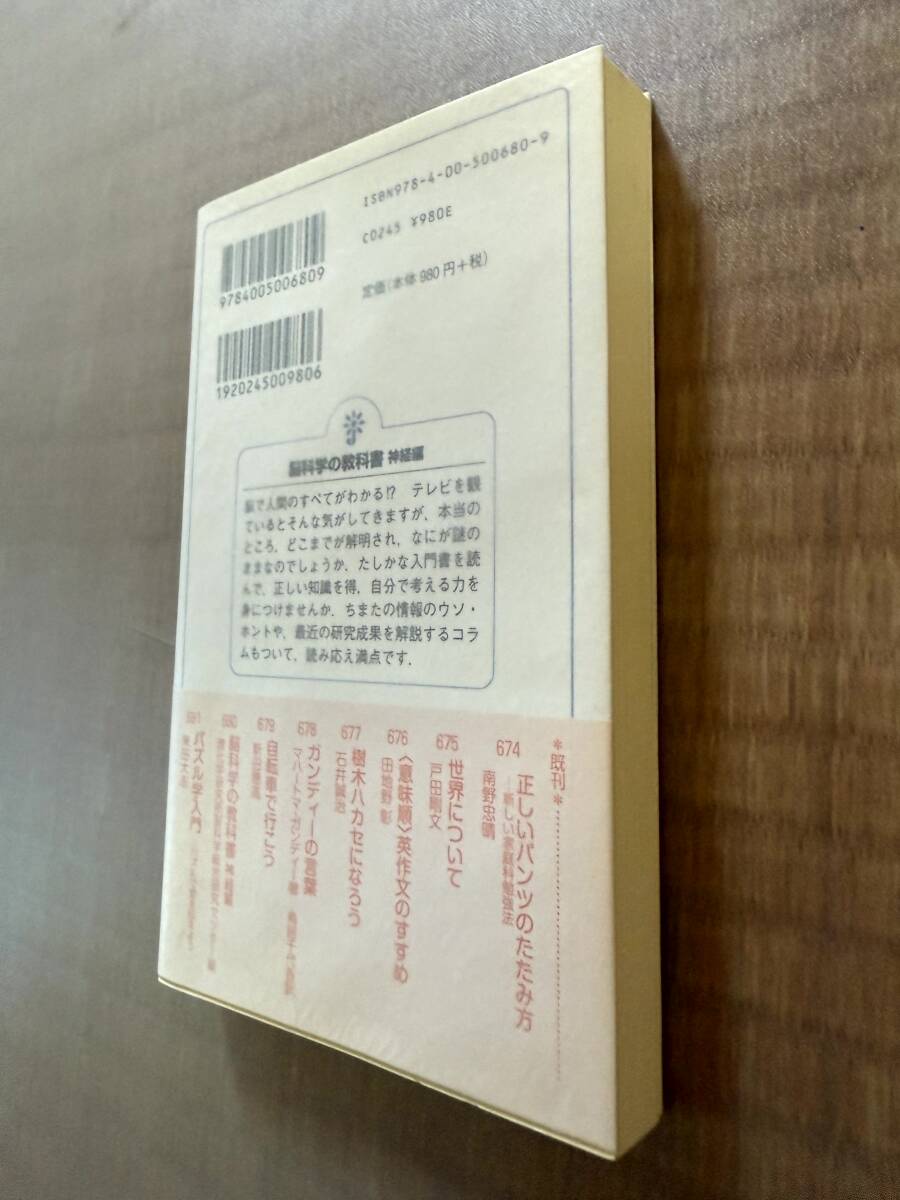 ISBN978-4-00-500680-9
C0245 ¥980E
定価(本体 980円+税)
9784005006809
1920245009806
脳科学の教科書 神経編
脳で人間のすべてがわかる!? テレビを観
ているとそんな気がしてきますが、本当の
ところ、どこまでが解明され、なにが謎の
ままなのでしょうか。たしかな入門書を読
んで、正しい知識を得、自分で考える力を
身につけませんか。ちまたの情報のウソ・
ホントや、最近の研究成果を解説するコラ
ムもついて、読み応え満点です.
*既刊*
674 正しいパンツのたたみ方
—新しい家庭科勉強法
南野忠晴
675 世界について
戸田剛文
676 〈意味順〉英作文のすすめ
田地野 彰
677 樹木ハカセになろう
石井誠治
678 ガンディーの言葉
マハートマ・ガンディー著
679 自転車で行こう
680 脳科学の教科書 神経編
681 パズル学入門
東田大志